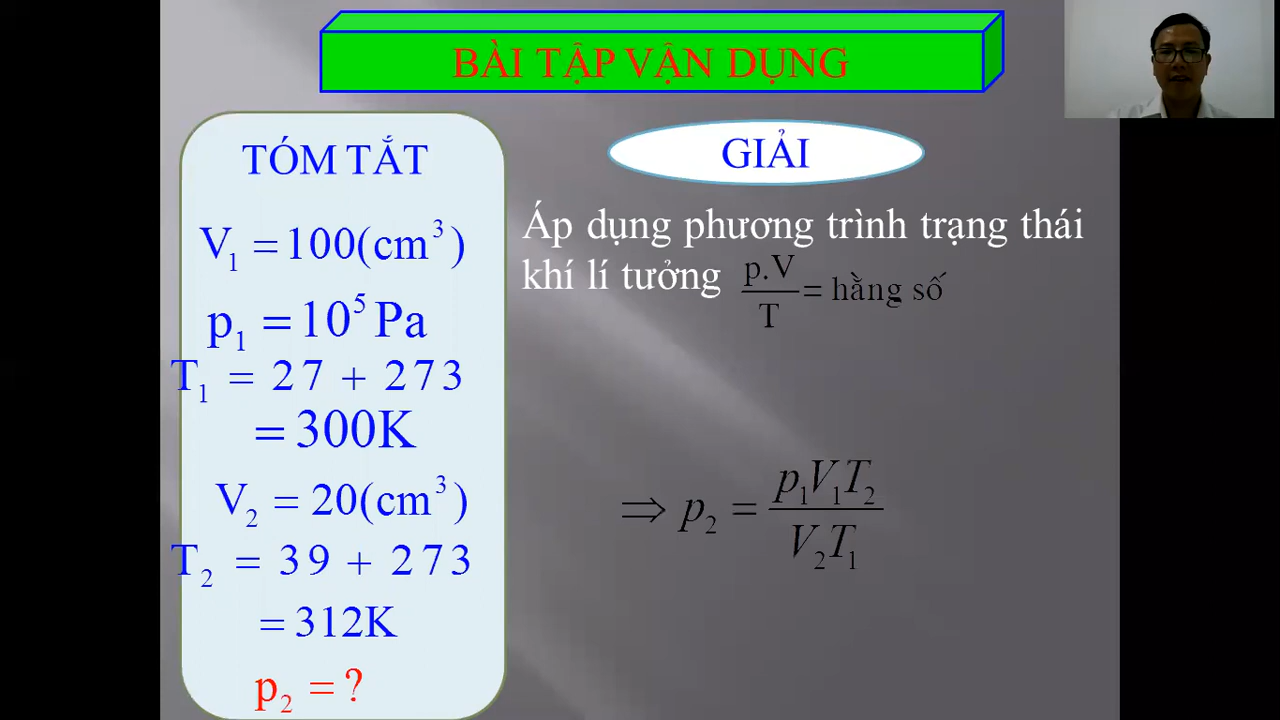 BÀI TẬP VẬN DỤNG
TÓM TẮT
V₁ = 100(cm³)
p₁ = 10⁵ Pa
T₁ = 27 + 273
= 300K
V₂ = 20(cm³)
T₂ = 39 + 273
= 312K
p₂ = ?
GIẢI
Áp dụng phương trình trạng thái
khí lí tưởng p.V/T = hằng số
⇒ p₂ = p₁V₁T₂/V₂T₁